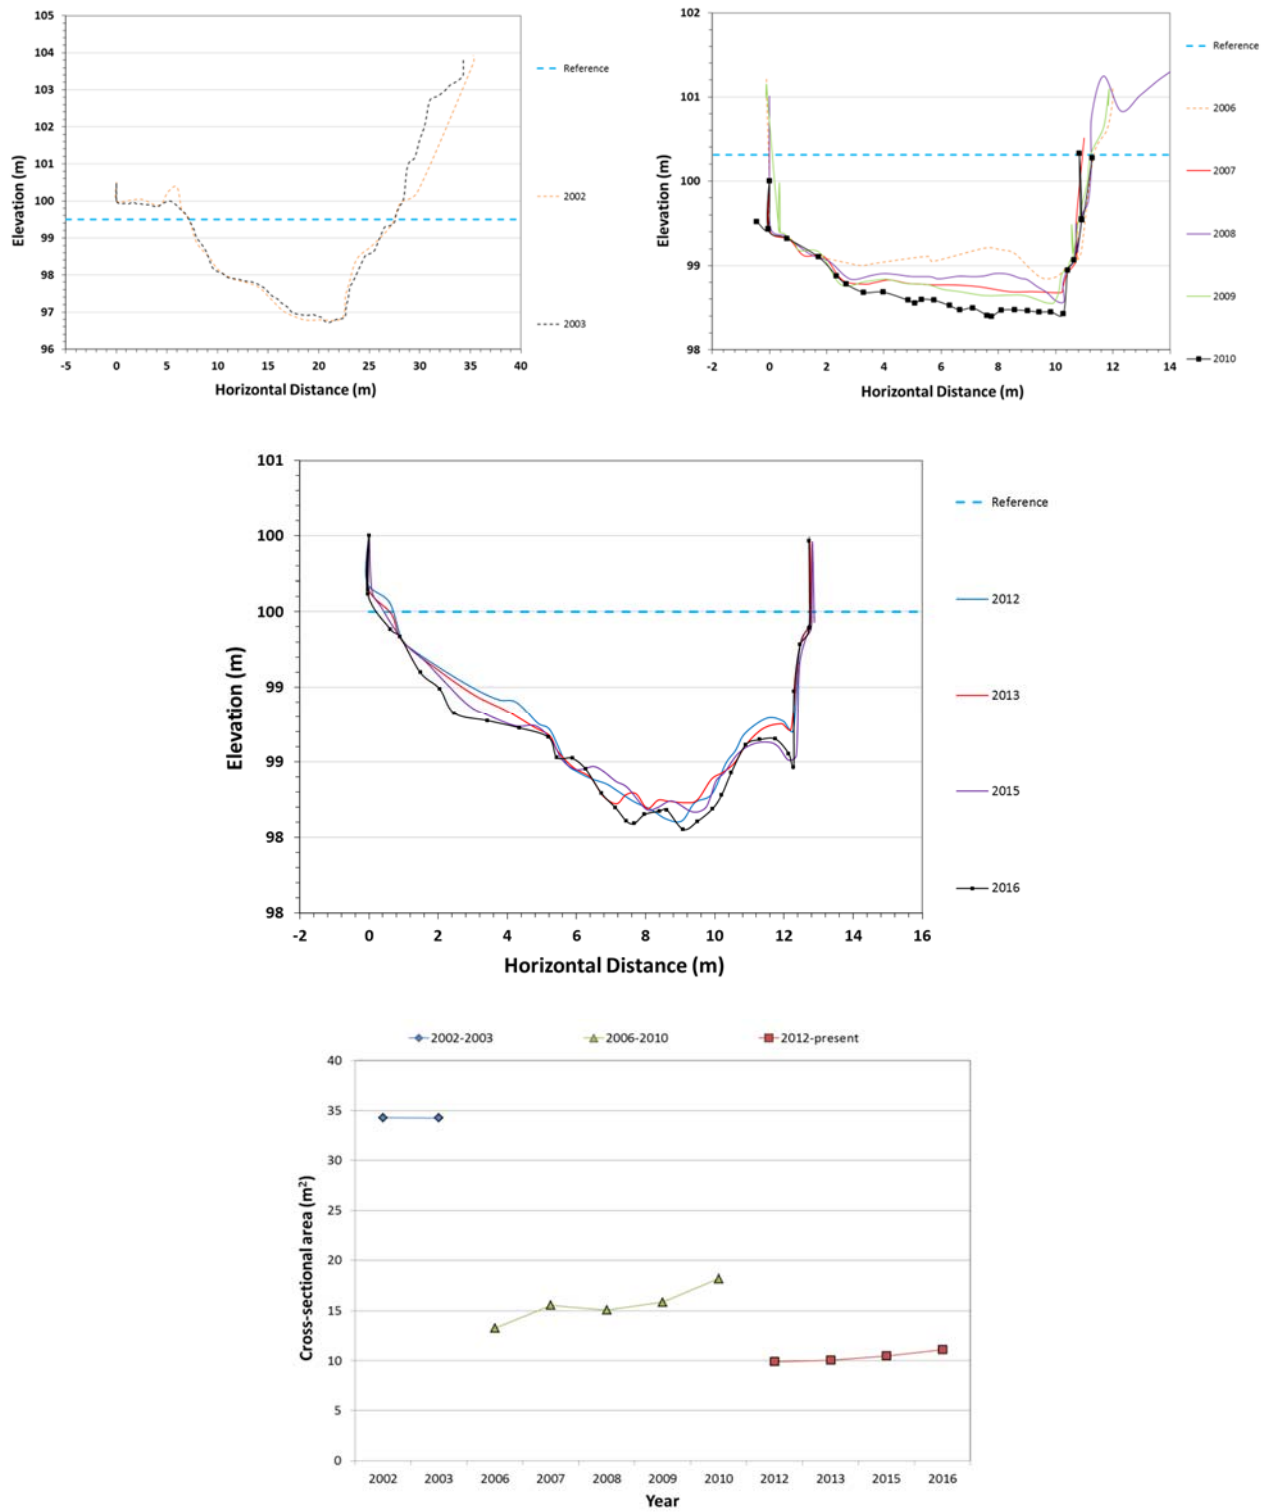 105
104
103
102
101
100
99
98
97
96
-5 0 5 10 15 20 25 30 35 40
Elevation (m)
Horizontal Distance (m)
Reference
2002
2003
102
101
100
99
98
-2 0 2 4 6 8 10 12 14
Elevation (m)
Horizontal Distance (m)
Reference
2006
2007
2008
2009
2010
101
100
100
99
99
98
98
-2 0 2 4 6 8 10 12 14 16
Elevation (m)
Horizontal Distance (m)
Reference
2012
2013
2015
2016
2002-2003 2006-2010 2012-present
40
35
30
25
20
15
10
5
0
2002 2003 2006 2007 2008 2009 2010 2012 2013 2015 2016
Cross-sectional area (m²)
Year